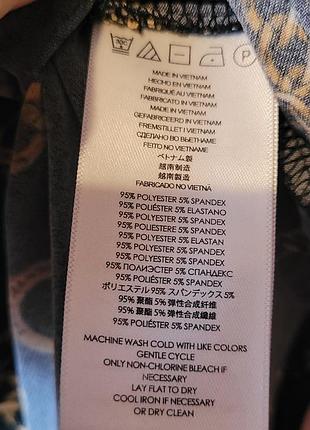 P
MADE IN VIETNAM
HECHO EN VIETNAM
FABRIQUÉ AU VIETNAM
FABBRICATO IN VIETNAM
MADE IN VIETNAM
GEFABRICEERD IN VIETNAM
FREMSTILLET I VIETNAM
СДЕЛАНО ВО ВЬЕТНАМ
FEITO NO VIETNAM
ベトナム製
越南制造
越南製造
FABRICADO NO VIETNÃ
95% POLYESTER 5% SPANDEX
95% POLIÉSTER 5% ELASTANO
95% POLYESTER 5% SPANDEX
95% POLIESTERE 5% SPANDEX
95% POLYESTER 5% ELASTAN
95% POLYESTER 5% SPANDEX
95% POLYESTER 5% SPANDEX
95% ПОЛИЭСТЕР 5% СПАНДЕКС
95% POLIÉSTER 5% SPANDEX
ポリエステル 95% スパンデックス 5%
95% 聚酯 5% 弹性合成纤维
95% 聚酯 5% 彈性合成纖維
95% POLIÉSTER 5% SPANDEX
MACHINE WASH COLD WITH LIKE COLORS
GENTLE CYCLE
ONLY NON-CHLORINE BLEACH IF
NECESSARY
LAY FLAT TO DRY
COOL IRON IF NECESSARY
OR DRY CLEAN